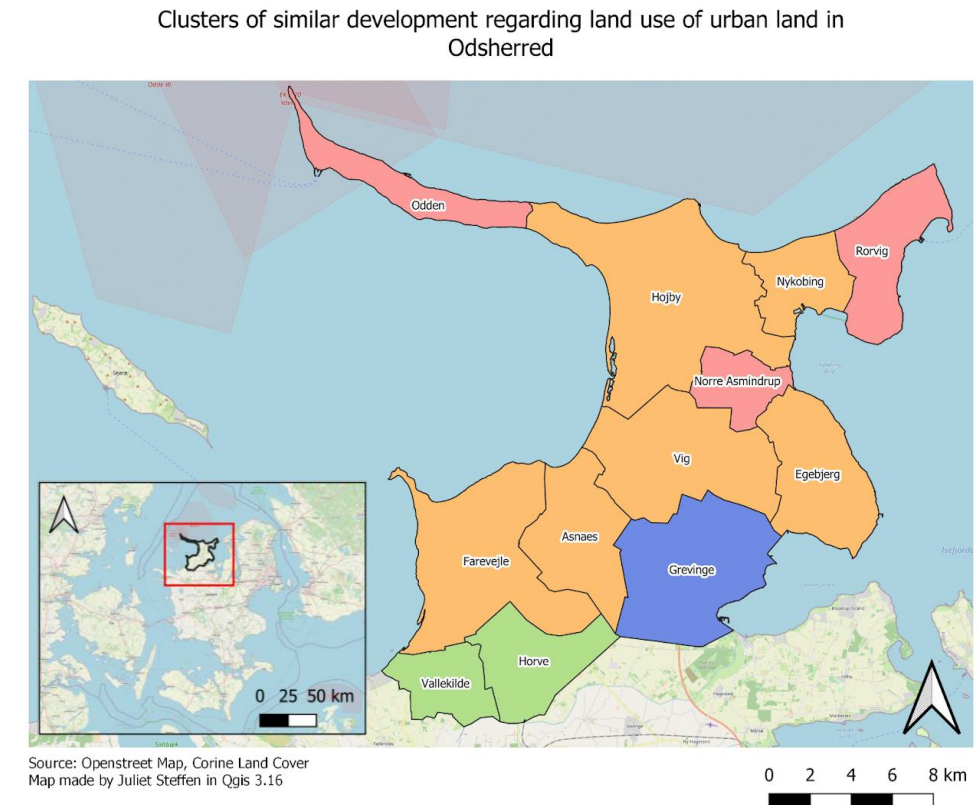 Clusters of similar development regarding land use of urban land in
Odsherred
Odde W.
Odden
Rorvig
Nykobing
Hojby
Norre Asmindrup
Sejerø
Vig
Egebjerg
Asnaes
Farevejle
Grevinge
Horve
Vallekilde
0 25 50 km
Source: Openstreet Map, Corine Land Cover
Map made by Juliet Steffen in Qgis 3.16
0 2 4 6 8 km